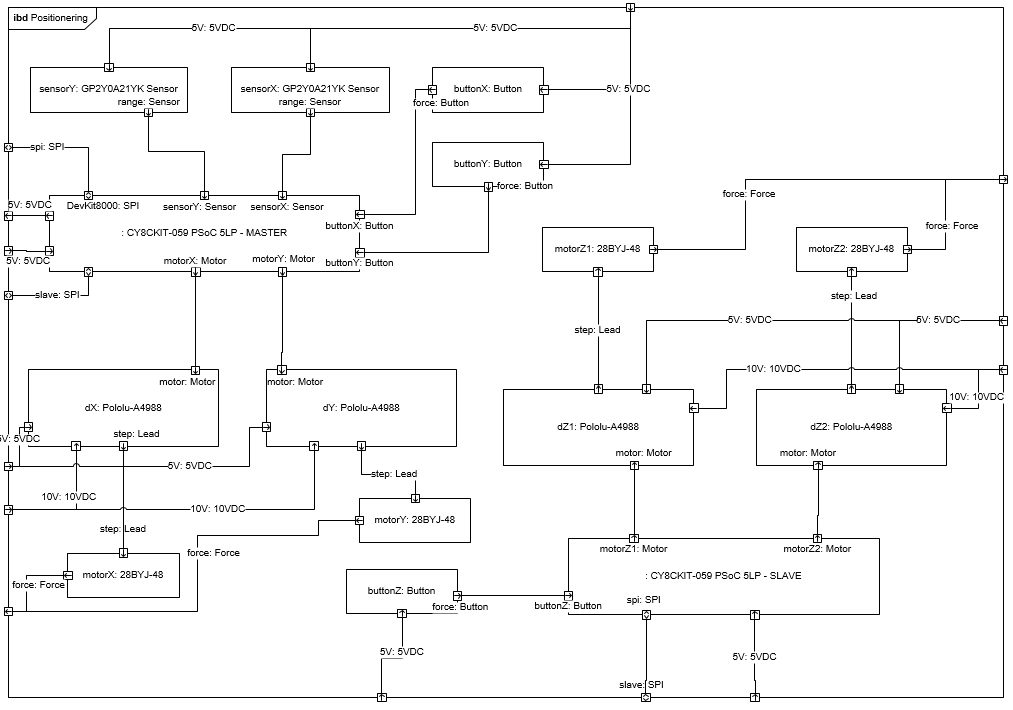 ibd Positionering
5V: 5VDC
5V: 5VDC
sensorY: GP2Y0A21YK Sensor
range: Sensor
sensorX: GP2Y0A21YK Sensor
range: Sensor
buttonX: Button
force: Button
5V: 5VDC
spi: SPI
buttonY: Button
force: Button
5V: 5VDC
DevKit8000: SPI
sensorY: Sensor
sensorX: Sensor
force: Force
force: Force
buttonX: Button
: CY8CKIT-059 PSoC 5LP - MASTER
5V: 5VDC
motorX: Motor
motorY: Motor
buttonY: Button
motorZ1: 28BYJ-48
motorZ2: 28BYJ-48
slave: SPI
step: Lead
step: Lead
5V: 5VDC
5V: 5VDC
10V: 10VDC
motor: Motor
motor: Motor
10V: 10VDC
dX: Pololu-A4988
dY: Pololu-A4988
dZ1: Pololu-A4988
dZ2: Pololu-A4988
step: Lead
5V: 5VDC
motor: Motor
motor: Motor
5V: 5VDC
step: Lead
10V: 10VDC
10V: 10VDC
motorY: 28BYJ-48
step: Lead
force: Force
motorZ1: Motor
motorZ2: Motor
motorX: 28BYJ-48
force: Force
: CY8CKIT-059 PSoC 5LP - SLAVE
buttonZ: Button
force: Button
buttonZ: Button
spi: SPI
5V: 5VDC
5V: 5VDC
slave: SPI